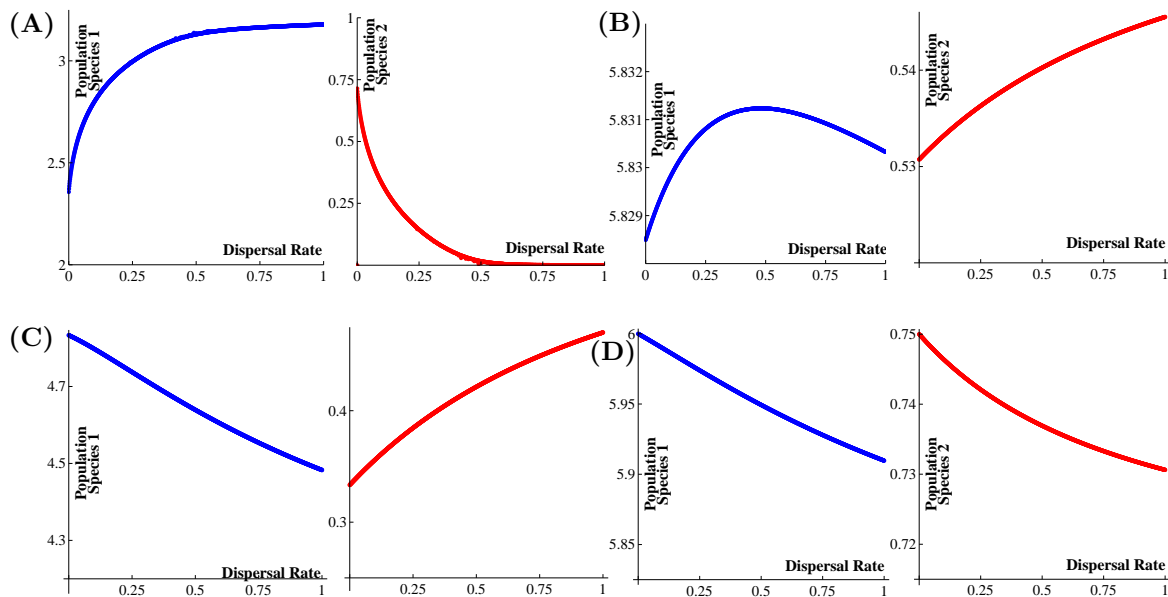 (A)
Population
Species 1
3
2.5
2
0
0.25
0.5
0.75
1
Dispersal Rate
Population
Species 2
1
0.75
0.5
0.25
0
0.25
0.5
0.75
1
Dispersal Rate
(B)
Population
Species 1
5.832
5.831
5.83
5.829
0
0.25
0.5
0.75
1
Dispersal Rate
Population
Species 2
0.54
0.53
0.25
0.5
0.75
1
Dispersal Rate
(C)
4.7
4.5
4.3
Population
Species 1
0.25
0.5
0.75
1
Dispersal Rate
0.4
0.3
0.25
0.5
0.75
1
(D)
6
5.95
5.9
5.85
Population
Species 1
0.25
0.5
0.75
1
0.75
0.74
0.73
0.72
Population
Species 2
0.25
0.5
0.75
1
Dispersal Rate